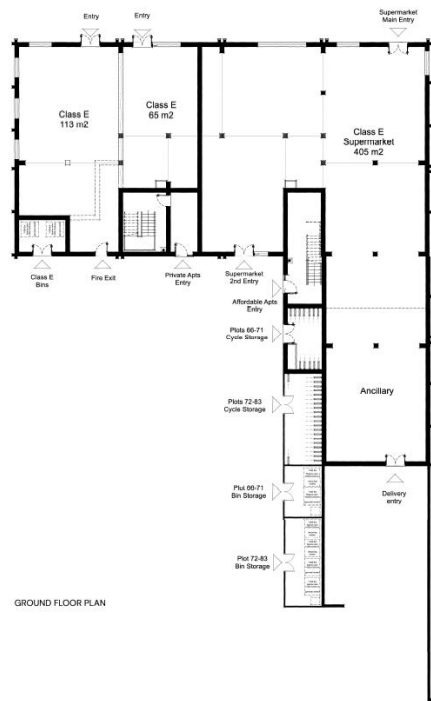 Entry
Entry
Supermarket
Main Entry
Class E
113 m2
Class E
65 m2
Class E
Supermarket
405 m2
Class E
Bins
Fire Exit
Private Apts
Entry
Supermarket
2nd Entry
Affordable Apts
Entry
Plots 66-71
Cycle Storage
Plots 72-83
Cycle Storage
Ancillary
Plot 66-71
Bin Storage
Delivery
entry
Plot 72-83
Bin Storage
GROUND FLOOR PLAN